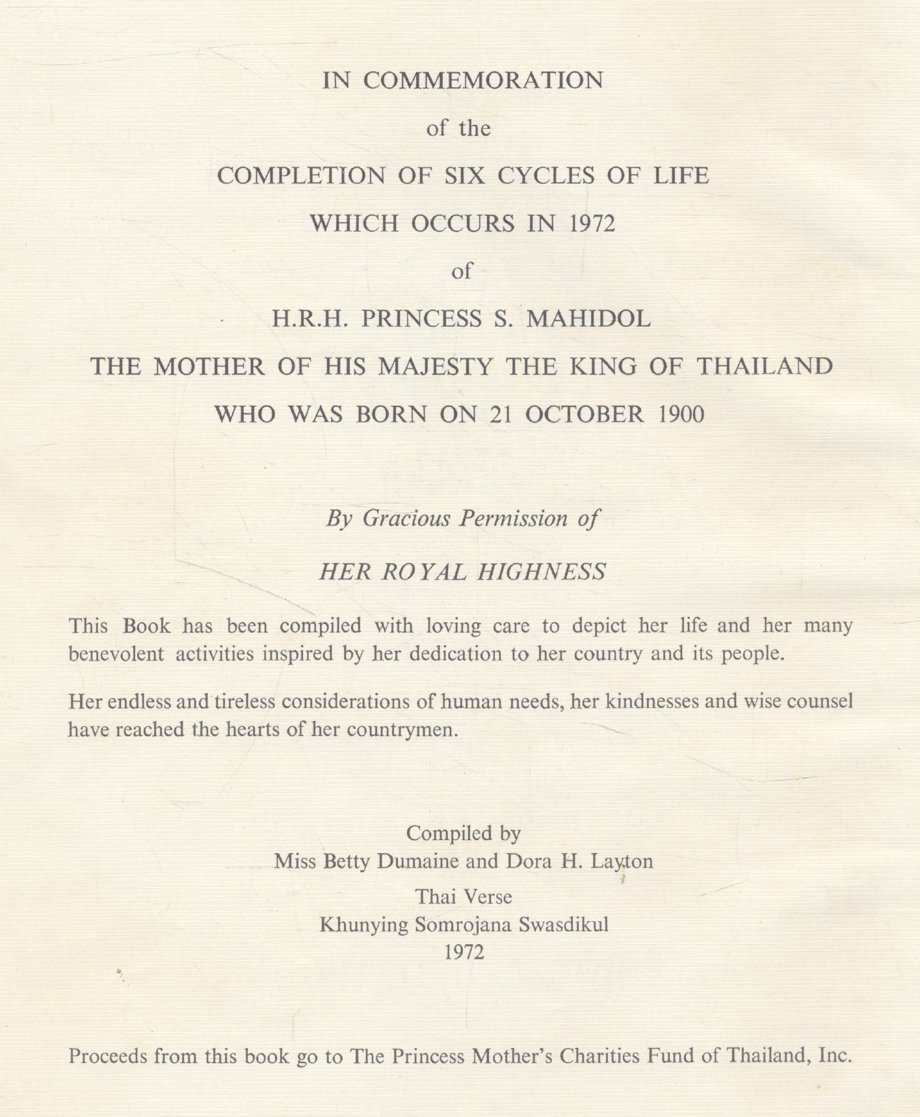 IN COMMEMORATION
of the
COMPLETION OF SIX CYCLES OF LIFE
WHICH OCCURS IN 1972
of
H.R.H. PRINCESS S. MAHIDOL
THE MOTHER OF HIS MAJESTY THE KING OF THAILAND
WHO WAS BORN ON 21 OCTOBER 1900
By Gracious Permission of
HER ROYAL HIGHNESS
This Book has been compiled with loving care to depict her life and her many
benevolent activities inspired by her dedication to her country and its people.
Her endless and tireless considerations of human needs, her kindnesses and wise counsel
have reached the hearts of her countrymen.
Compiled by
Miss Betty Dumaine and Dora H. Layton
Thai Verse
Khunying Somrojana Swasdikul
1972
Proceeds from this book go to The Princess Mother's Charities Fund of Thailand, Inc.